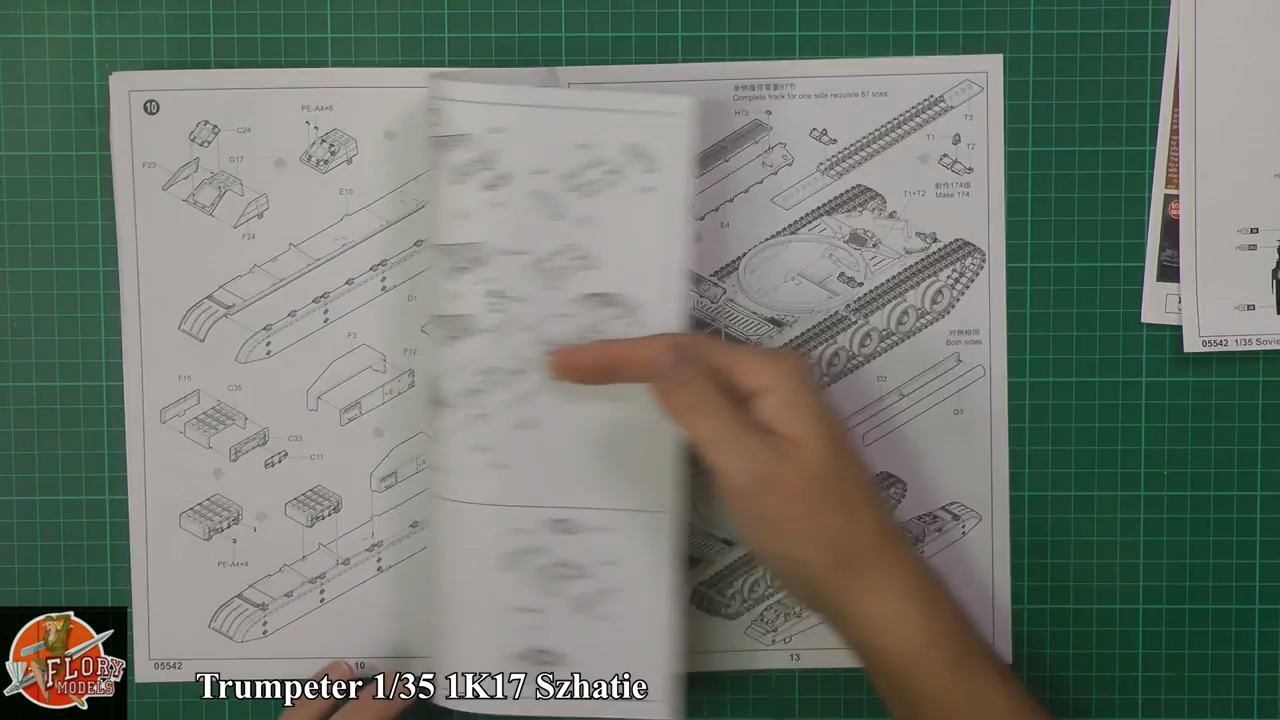 10
PE-A4×6
C24
F23
G17
E10
F24
D1
F3
F12
F15
C35
C33
C11
PE-A4×4
05542
10
单侧履带需要87节
Complete track for one side requires 87 links
H73
T3
T1
T2
制作174组
Make 174
T1+T2
E4
对侧相同
Both sides
D2
D3
13
05542 1/35 Sovie
FLORY
MODELS
Trumpeter 1/35 1K17 Szhatie